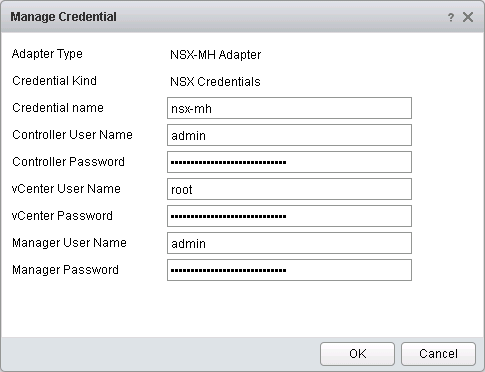 Manage Credential ?
Adapter Type NSX-MH Adapter
Credential Kind NSX Credentials
Credential name nsx-mh
Controller User Name admin
Controller Password ••••••••••••••••••••••••••••
vCenter User Name root
vCenter Password ••••••••••••••••••••••••••••
Manager User Name admin
Manager Password ••••••••••••••••••••••••••••
OK Cancel